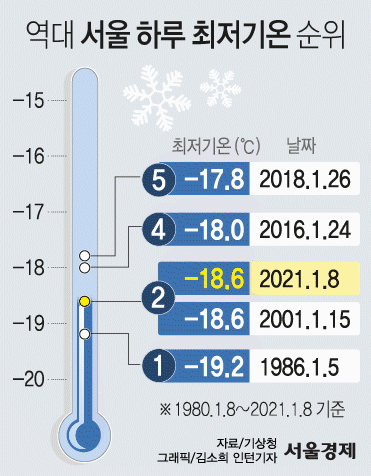 역대 서울 하루 최저기온 순위
최저기온(℃) 날짜
-15
-16
-17
-18
-19
-20
5 -17.8 2018.1.26
4 -18.0 2016.1.24
2 -18.6 2021.1.8
-18.6 2001.1.15
1 -19.2 1986.1.5
※1980.1.8~2021.1.8 기준
자료/기상청
그래픽/김소희 인턴기자 서울경제